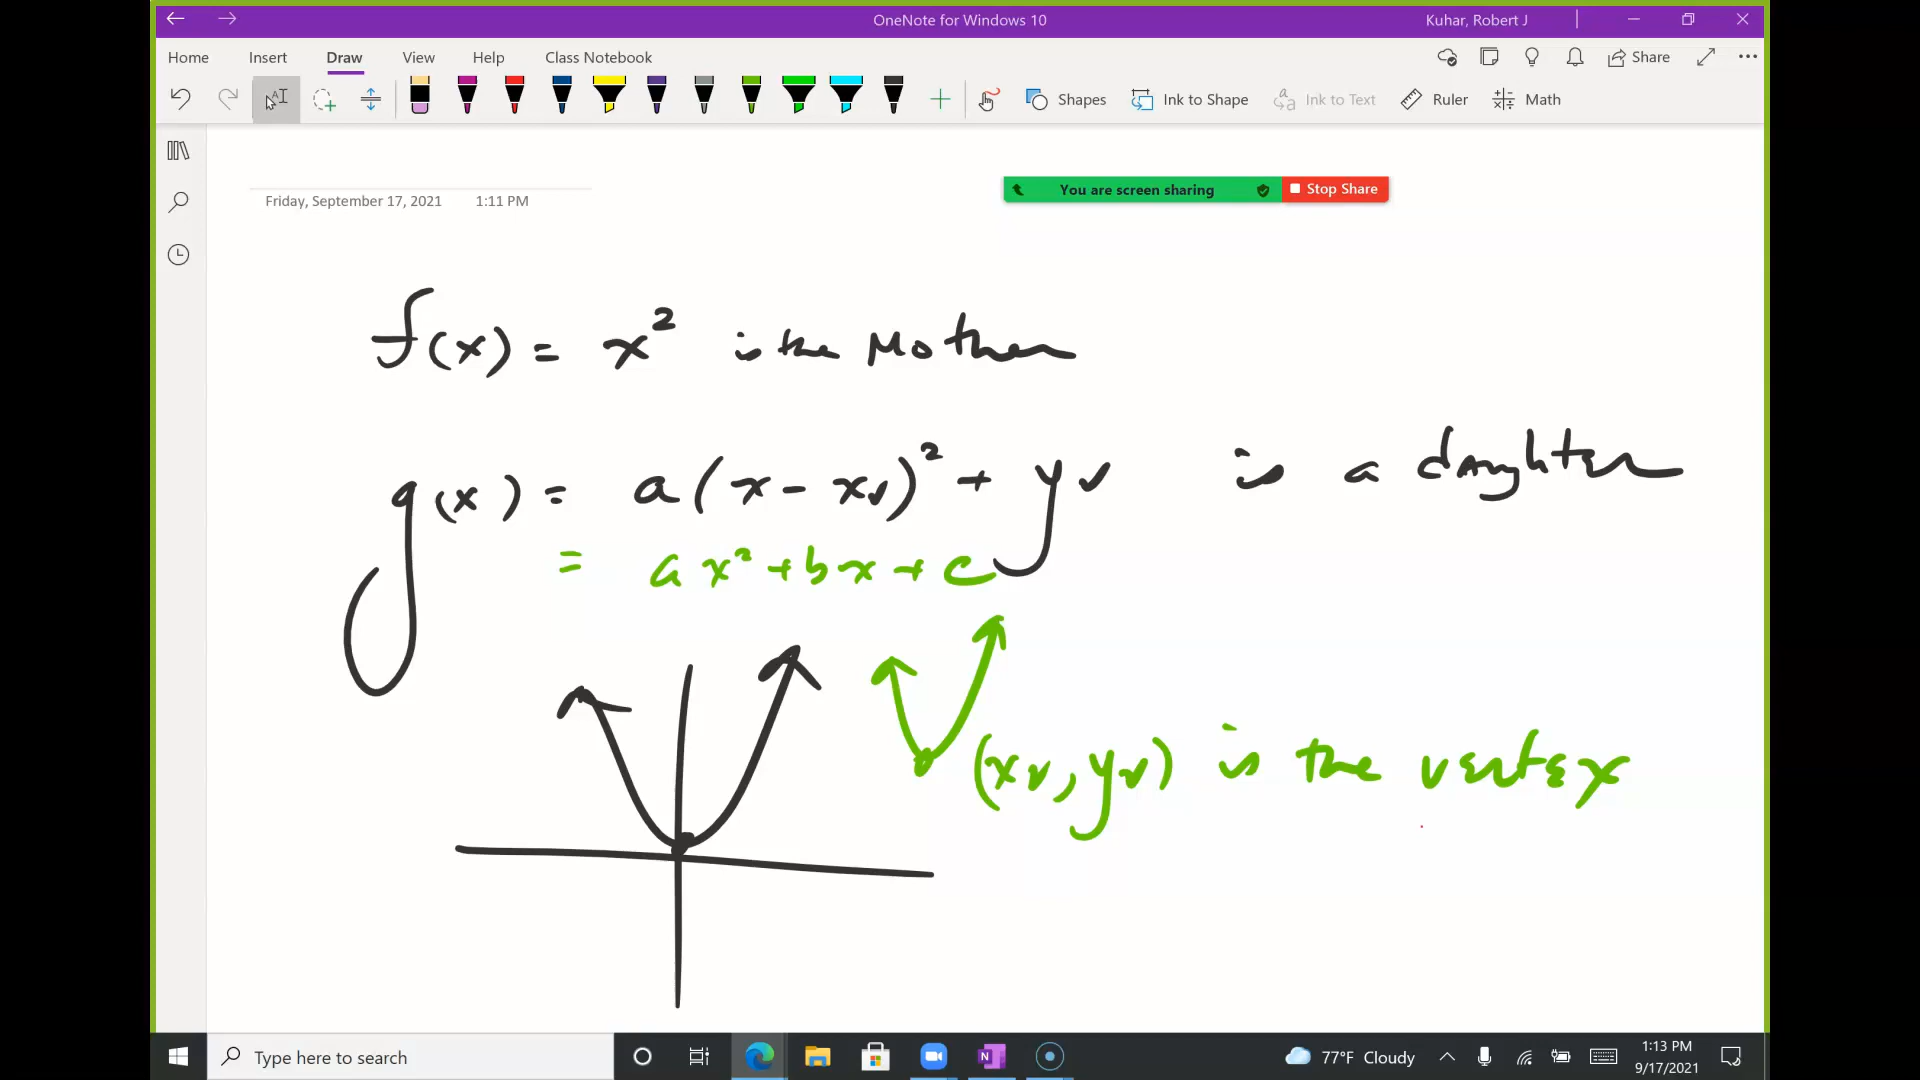 OneNote for Windows 10
Kuhar, Robert J
Home Insert Draw View Help Class Notebook Share
Shapes Ink to Shape Ink to Text Ruler Math
Friday, September 17, 2021 1:11 PM
You are screen sharing Stop Share
f(x) = x² is the Mother
g(x) = a(x - xv)² + yv is a daughter
= ax² + bx + c
(xv, yv) is the vertex
Type here to search
77°F Cloudy
1:13 PM
9/17/2021